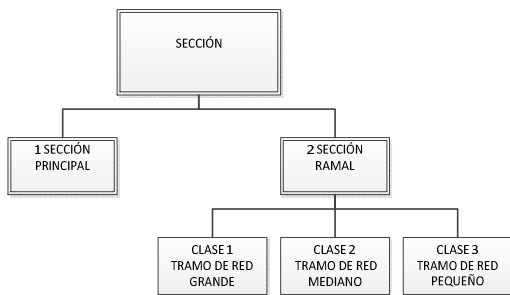 SECCIÓN
1 SECCIÓN
PRINCIPAL
2 SECCIÓN
RAMAL
CLASE 1
TRAMO DE RED
GRANDE
CLASE 2
TRAMO DE RED
MEDIANO
CLASE 3
TRAMO DE RED
PEQUEÑO